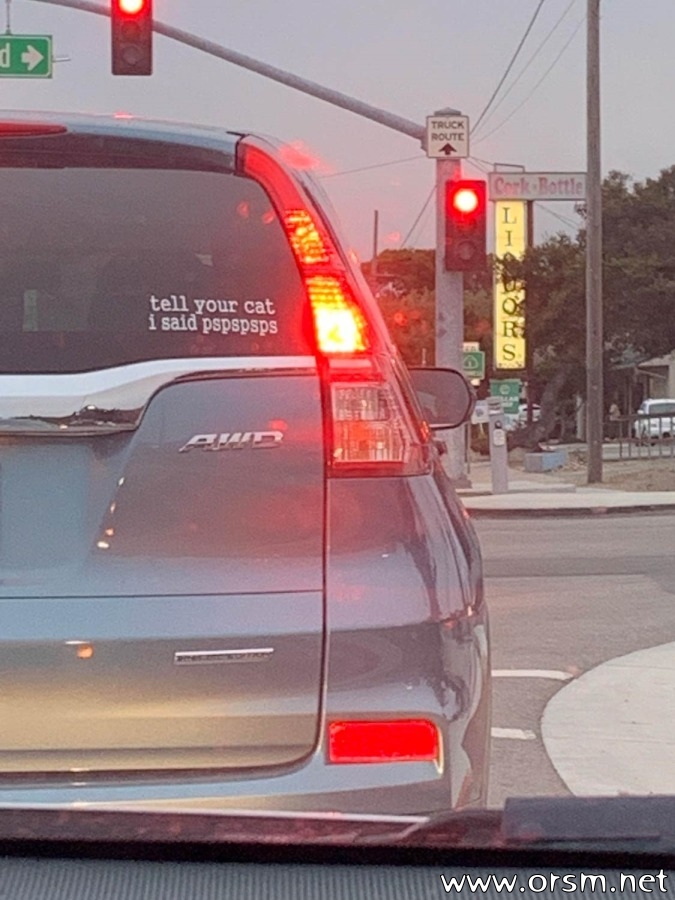 d
TRUCK
ROUTE
Cork-Bottle
LIQUORS
tell your cat
i said pspspsps
AWD
www.orsm.net